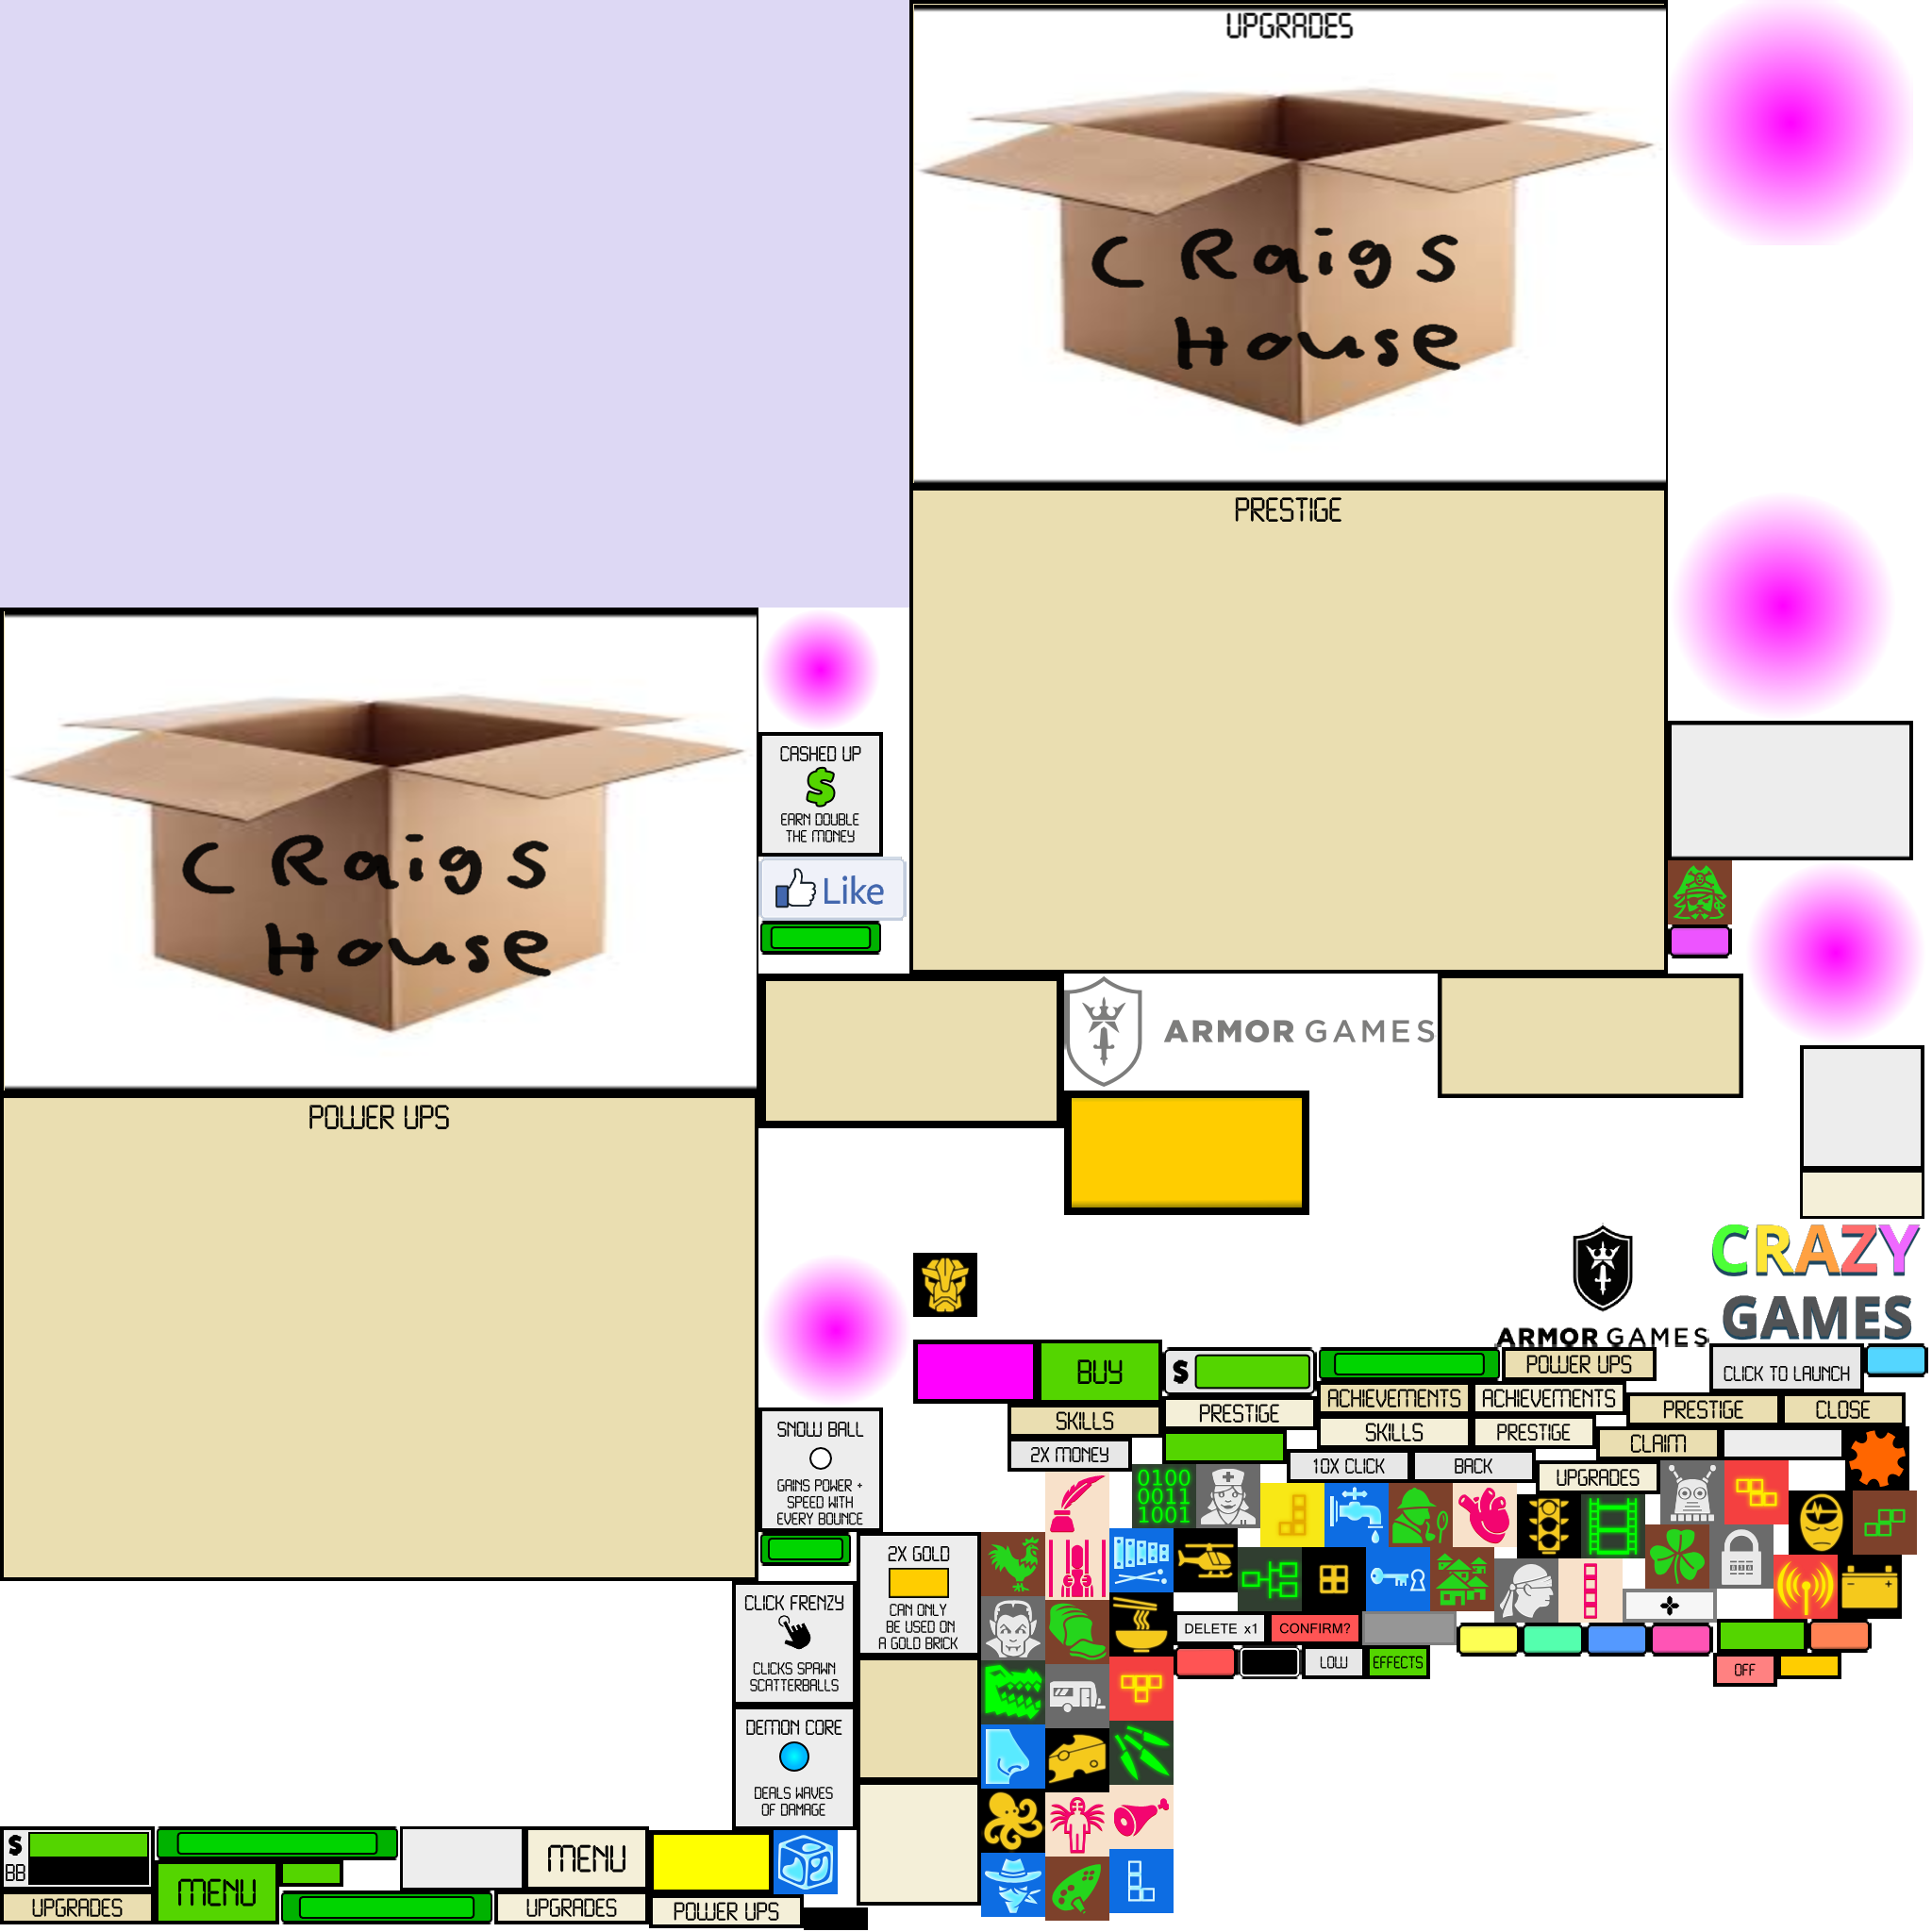 UPGRADES
C Raigs
House
PRESTIGE
CASHED UP
$
EARN DOUBLE
THE MONEY
Like
C Raigs
House
ARMOR GAMES
POWER UPS
CRAZY
GAMES
ARMOR GAMES
BUY
$
POWER UPS
CLICK TO LAUNCH
ACHIEVEMENTS
ACHIEVEMENTS
SKILLS
PRESTIGE
PRESTIGE
CLOSE
SKILLS
PRESTIGE
CLAIM
2X MONEY
10X CLICK
BACK
UPGRADES
SNOW BALL
GAINS POWER +
SPEED WITH
EVERY BOUNCE
0100
0011
1001
2X GOLD
CAN ONLY
BE USED ON
A GOLD BRICK
CLICK FRENZY
CLICKS SPAWN
SCATTERBALLS
DELETE x1
CONFIRM?
LOW
EFFECTS
OFF
DEMON CORE
DEALS WAVES
OF DAMAGE
$
BB
MENU
MENU
UPGRADES
UPGRADES
POWER UPS